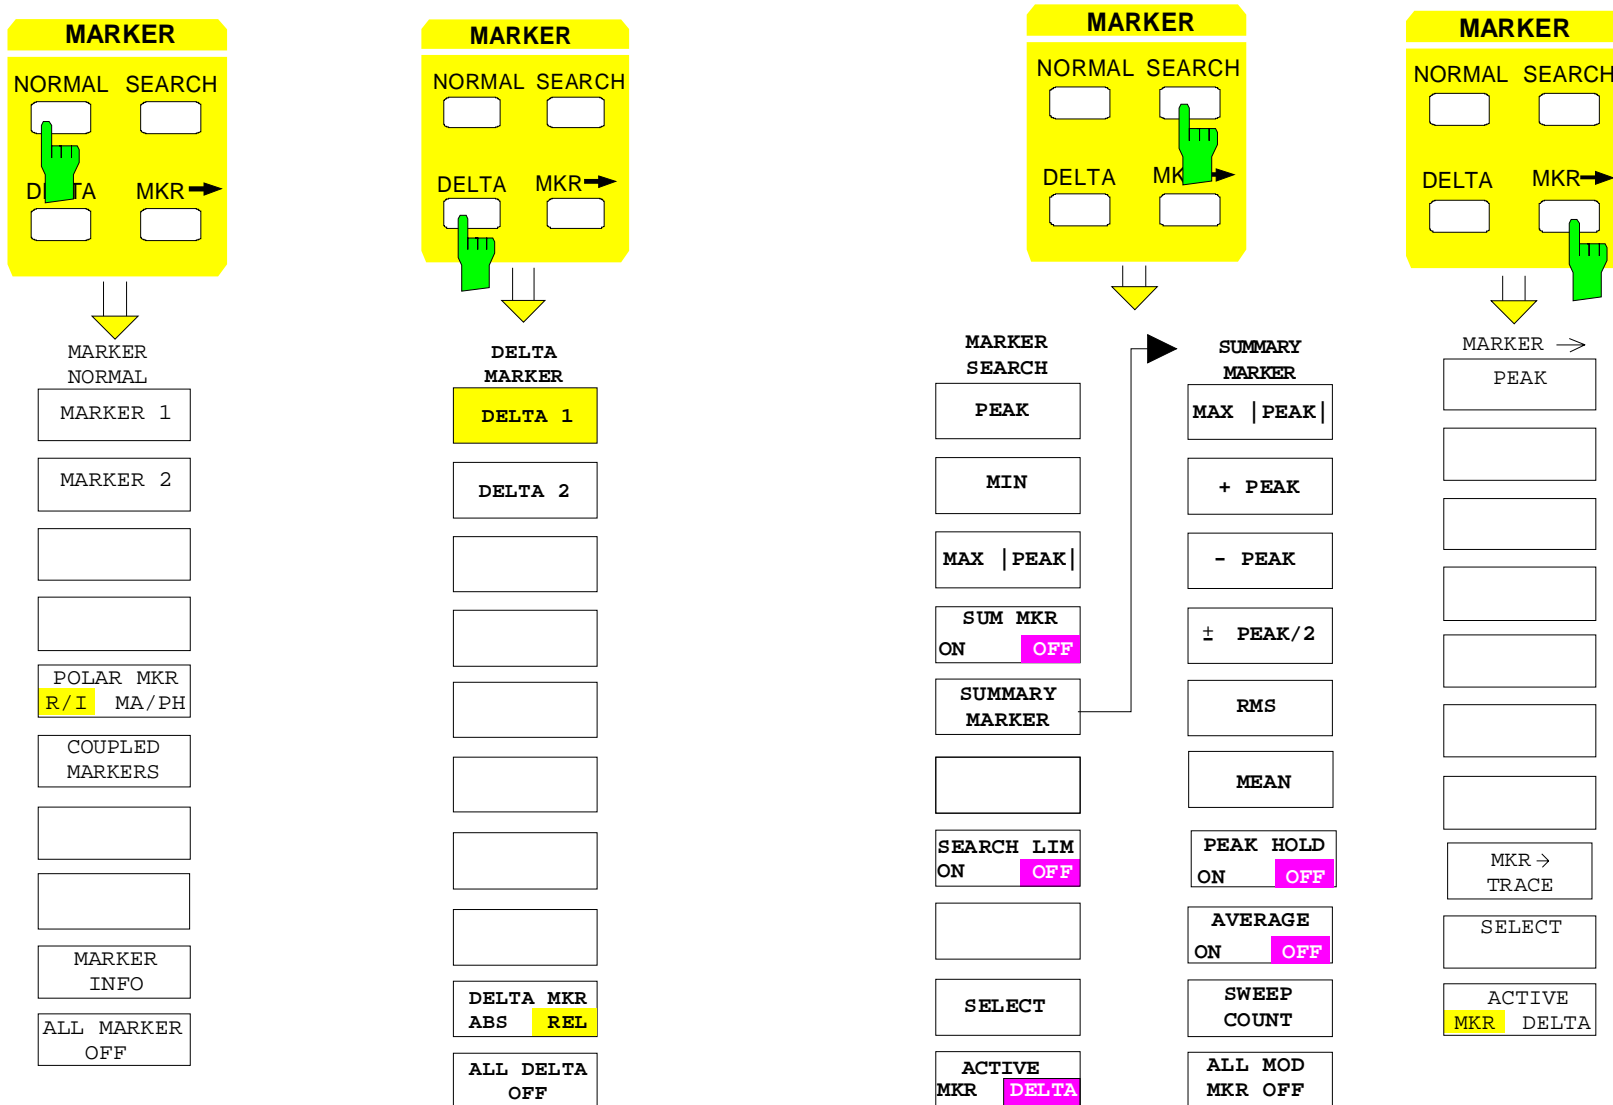 MARKER
NORMAL SEARCH
DELTA MKR
MARKER
NORMAL
MARKER 1
MARKER 2
POLAR MKR
R/I MA/PH
COUPLED
MARKERS
MARKER
INFO
ALL MARKER
OFF
MARKER
NORMAL SEARCH
DELTA MKR
DELTA
MARKER
DELTA 1
DELTA 2
DELTA MKR
ABS REL
ALL DELTA
OFF
MARKER
NORMAL SEARCH
DELTA MKR
MARKER
SEARCH
PEAK
MIN
MAX |PEAK|
SUM MKR
ON OFF
SUMMARY
MARKER
SEARCH LIM
ON OFF
SELECT
ACTIVE
MKR DELTA
SUMMARY
MARKER
MAX |PEAK|
+ PEAK
- PEAK
± PEAK/2
RMS
MEAN
PEAK HOLD
ON OFF
AVERAGE
ON OFF
SWEEP
COUNT
ALL MOD
MKR OFF
MARKER
NORMAL SEARCH
DELTA MKR
MARKER →
PEAK
MKR→
TRACE
SELECT
ACTIVE
MKR DELTA